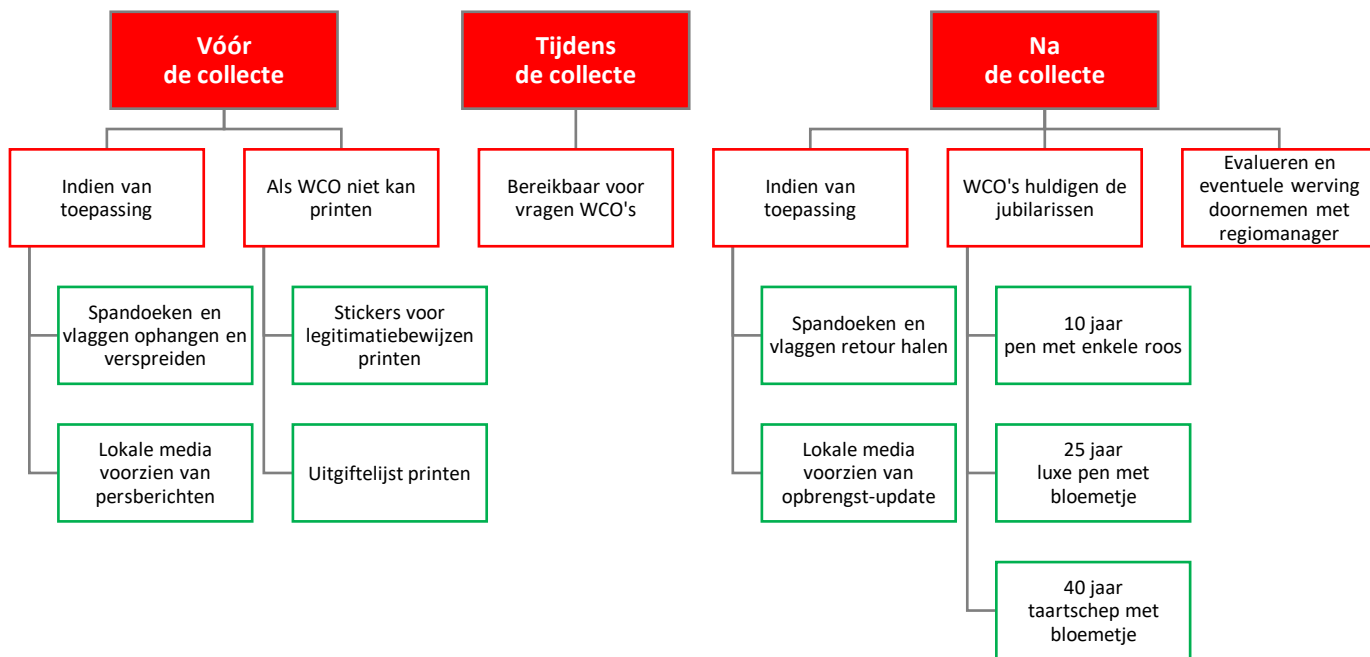 Vóór
de collecte
Indien van
toepassing
Spandoeken en
vlaggen ophangen en
verspreiden
Lokale media
voorzien van
persberichten
Als WCO niet kan
printen
Stickers voor
legitimatiebewijzen
printen
Uitgiftelijst printen
Tijdens
de collecte
Bereikbaar voor
vragen WCO's
Na
de collecte
Indien van
toepassing
Spandoeken en
vlaggen retour halen
Lokale media
voorzien van
opbrengst-update
WCO's huldigen de
jubilarissen
10 jaar
pen met enkele roos
25 jaar
luxe pen met
bloemetje
40 jaar
taartschep met
bloemetje
Evalueren en
eventuele werving
doornemen met
regiomanager